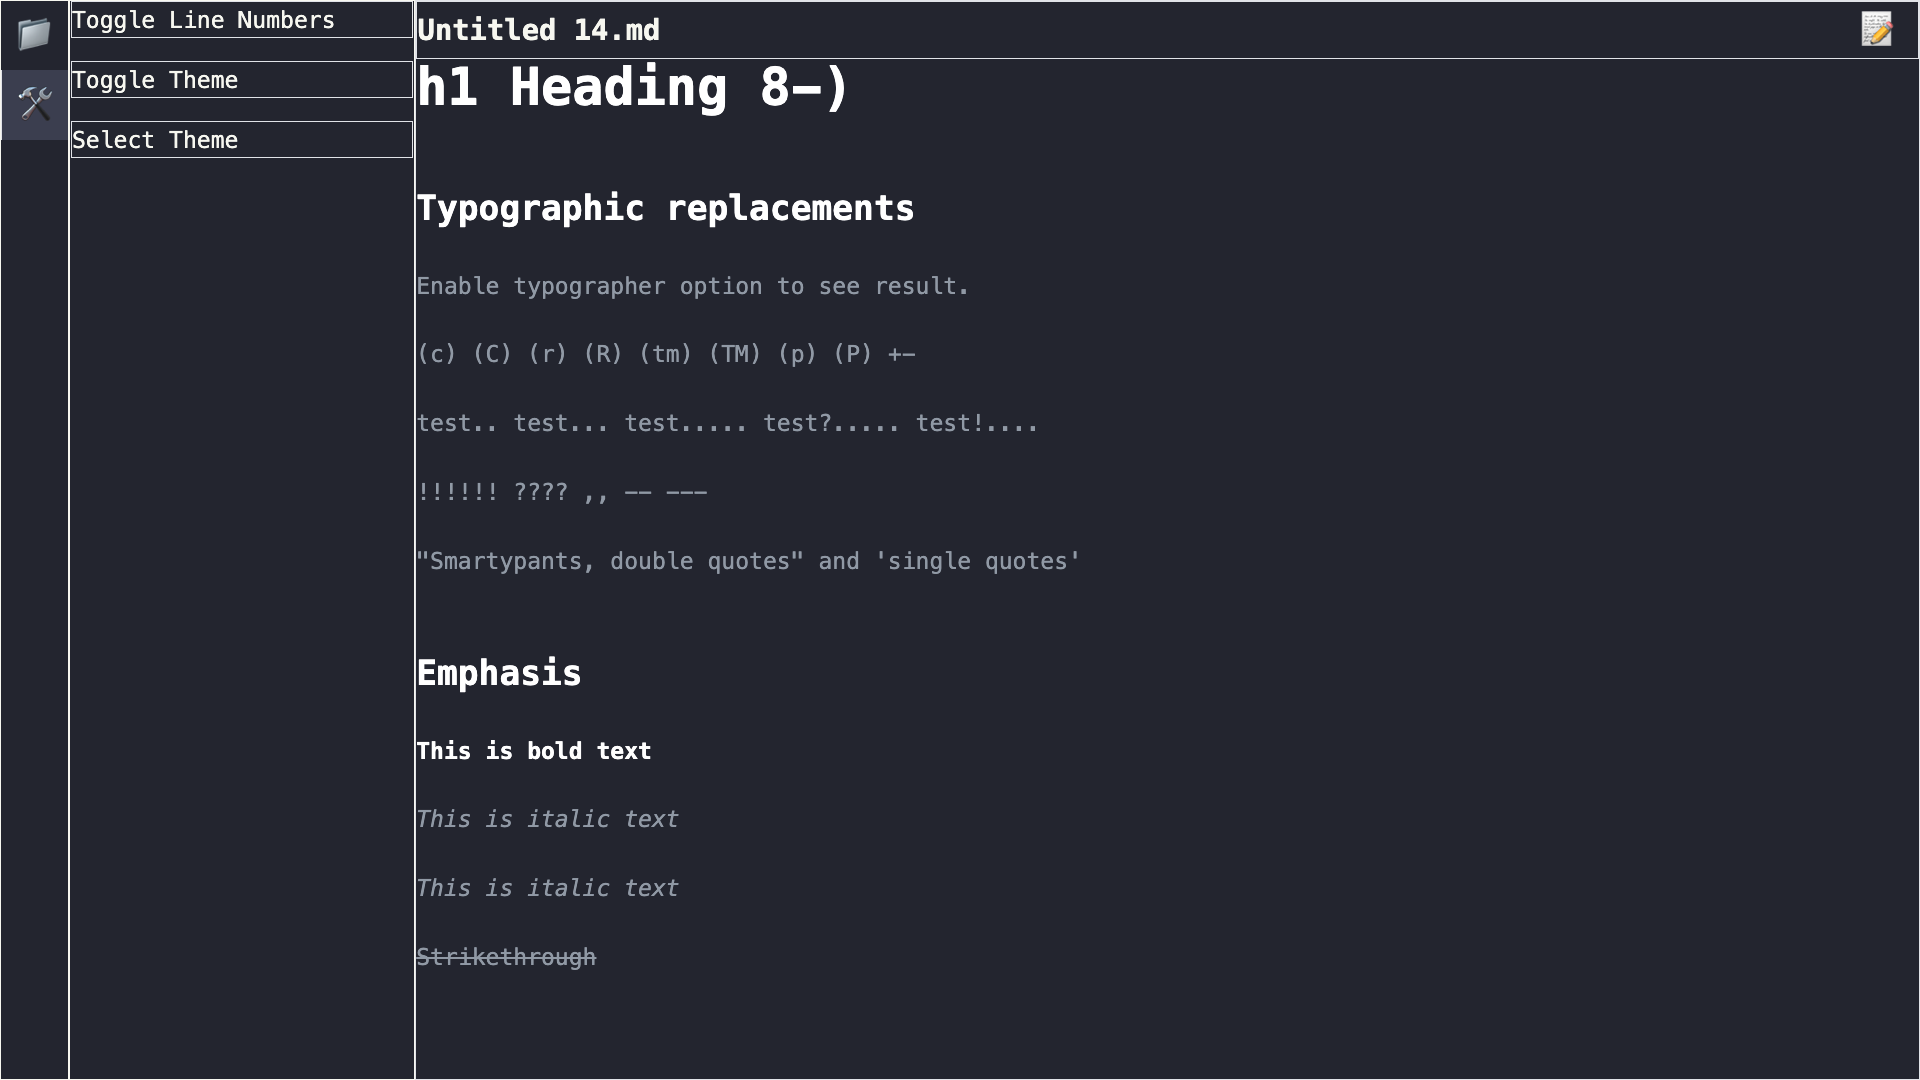 Toggle Line Numbers
Toggle Theme
Select Theme
Untitled 14.md
h1 Heading 8-)
Typographic replacements
Enable typographer option to see result.
(c) (C) (r) (R) (tm) (TM) (p) (P) +-
test.. test... test..... test?..... test!....
!!!!!! ???? ,, -- ---
"Smartypants, double quotes" and 'single quotes'
Emphasis
This is bold text
This is italic text
This is italic text
Strikethrough